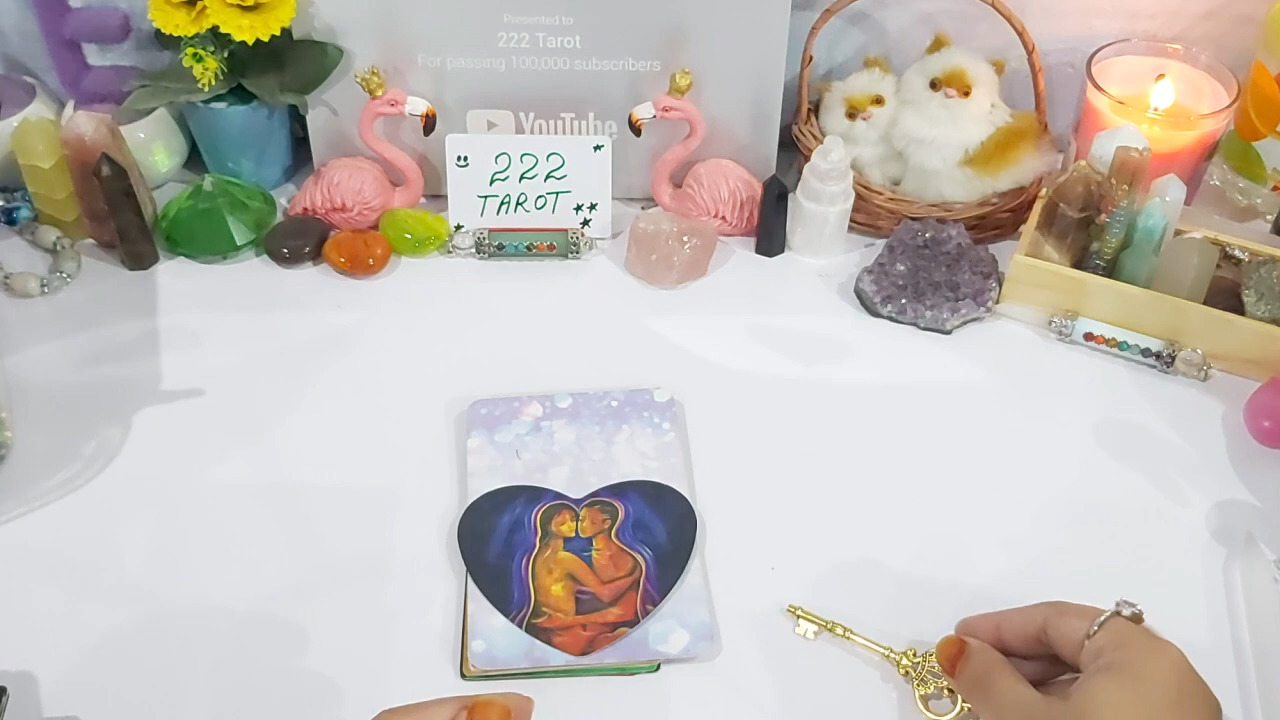 Presented to
222 Tarot
For passing 100,000 subscribers
YouTube
222
TAROT